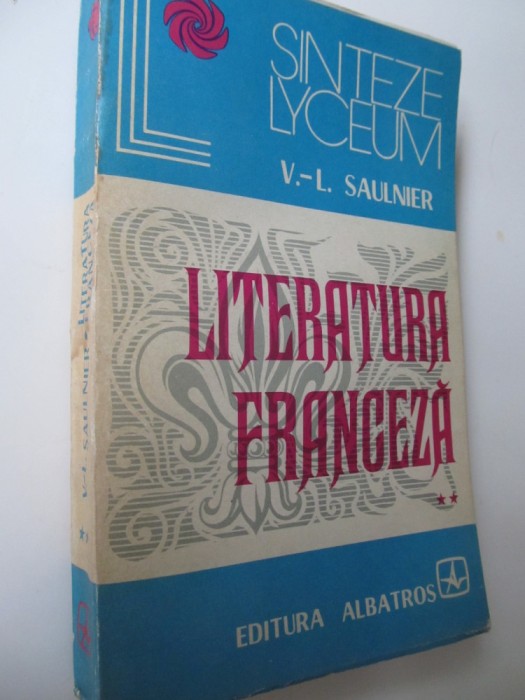 SINTEZE
LYCEUM
V.-L. SAULNIER
LITERATURA
FRANCEZĂ
**
EDITURA ALBATROS
V.-L. SAULNIER
LITERATURA
FRANCEZĂ
**